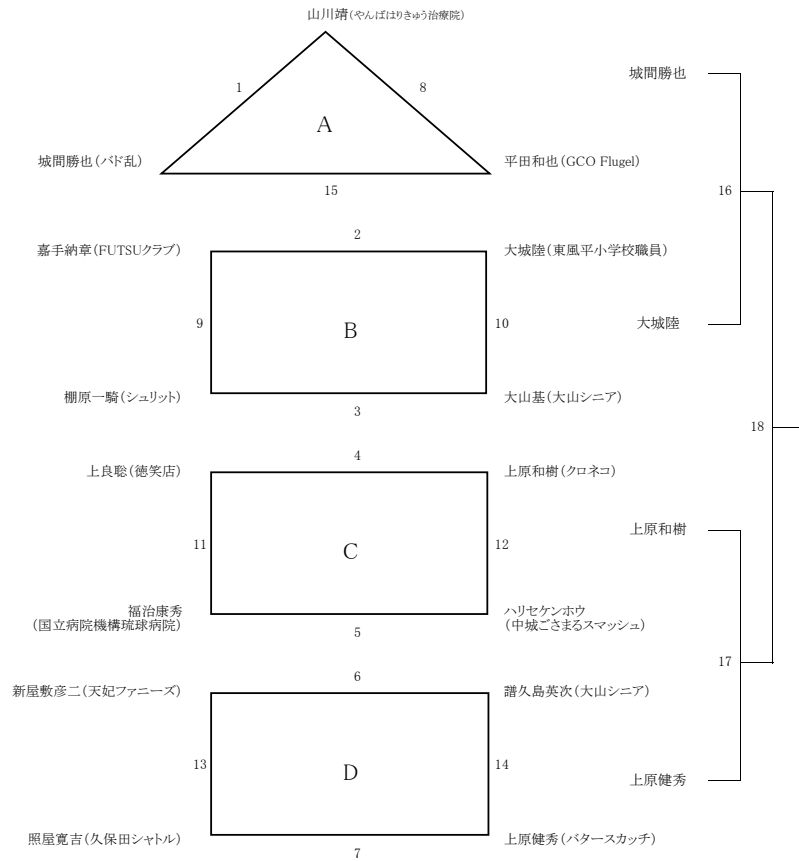 山川靖(やんばはりきゅう治療院)
1
8
A
城間勝也(バド乱)
平田和也(GCO Flugel)
15
2
嘉手納章(FUTSUクラブ)
大城陸(東風平小学校職員)
9
B
10
棚原一騎(シュリット)
大山基(大山シニア)
3
4
上良聡(徳笑店)
上原和樹(クロネコ)
11
C
12
福治康秀
(国立病院機構琉球病院)
ハリセケンホウ
(中城ごさまるスマッシュ)
5
6
新屋敷彦二(天妃ファニーズ)
譜久島英次(大山シニア)
13
D
14
照屋寛吉(久保田シャトル)
上原健秀(バタースカッチ)
7
城間勝也
16
大城陸
18
上原和樹
17
上原健秀